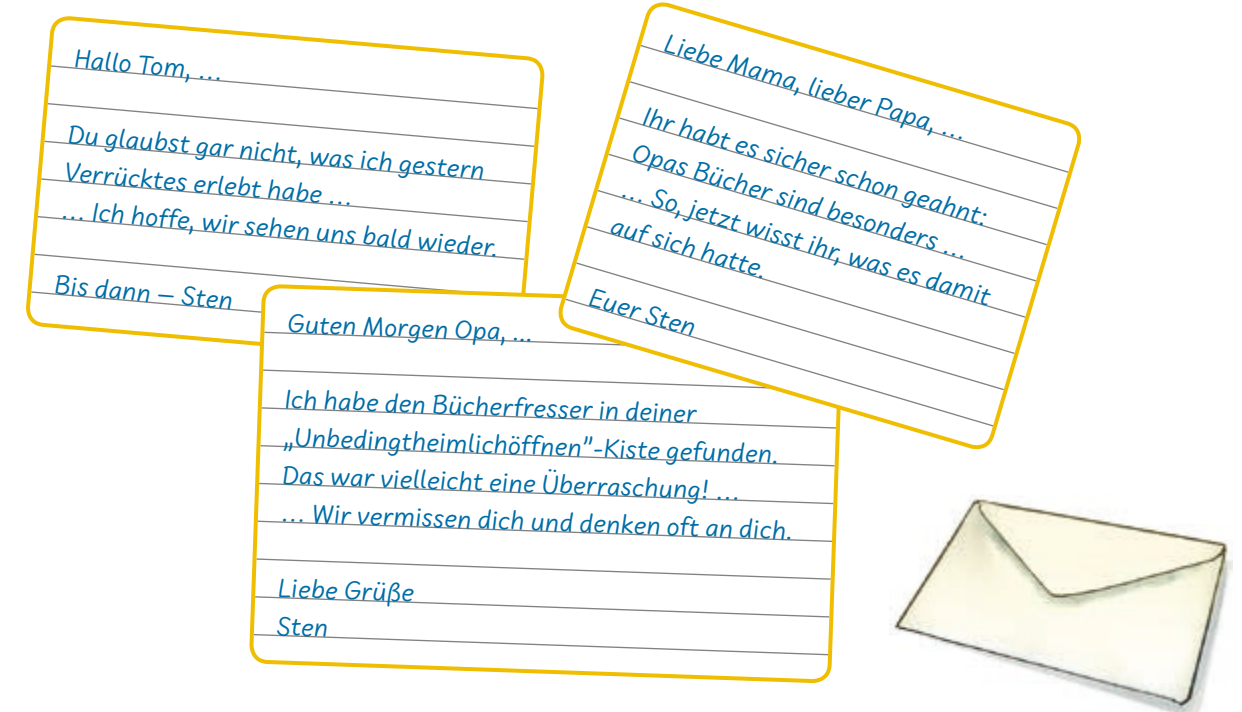 Hallo Tom, ...
Du glaubst gar nicht, was ich gestern
Verrücktes erlebt habe ...
... Ich hoffe, wir sehen uns bald wieder.
Bis dann – Sten
Liebe Mama, lieber Papa, ...
Ihr habt es sicher schon geahnt:
Opas Bücher sind besonders ...
... So, jetzt wisst ihr, was es damit
auf sich hatte.
Euer Sten
Guten Morgen Opa, ...
Ich habe den Bücherfresser in deiner
„Unbedingtheimlichöffnen"-Kiste gefunden.
Das war vielleicht eine Überraschung! ...
... Wir vermissen dich und denken oft an dich.
Liebe Grüße
Sten